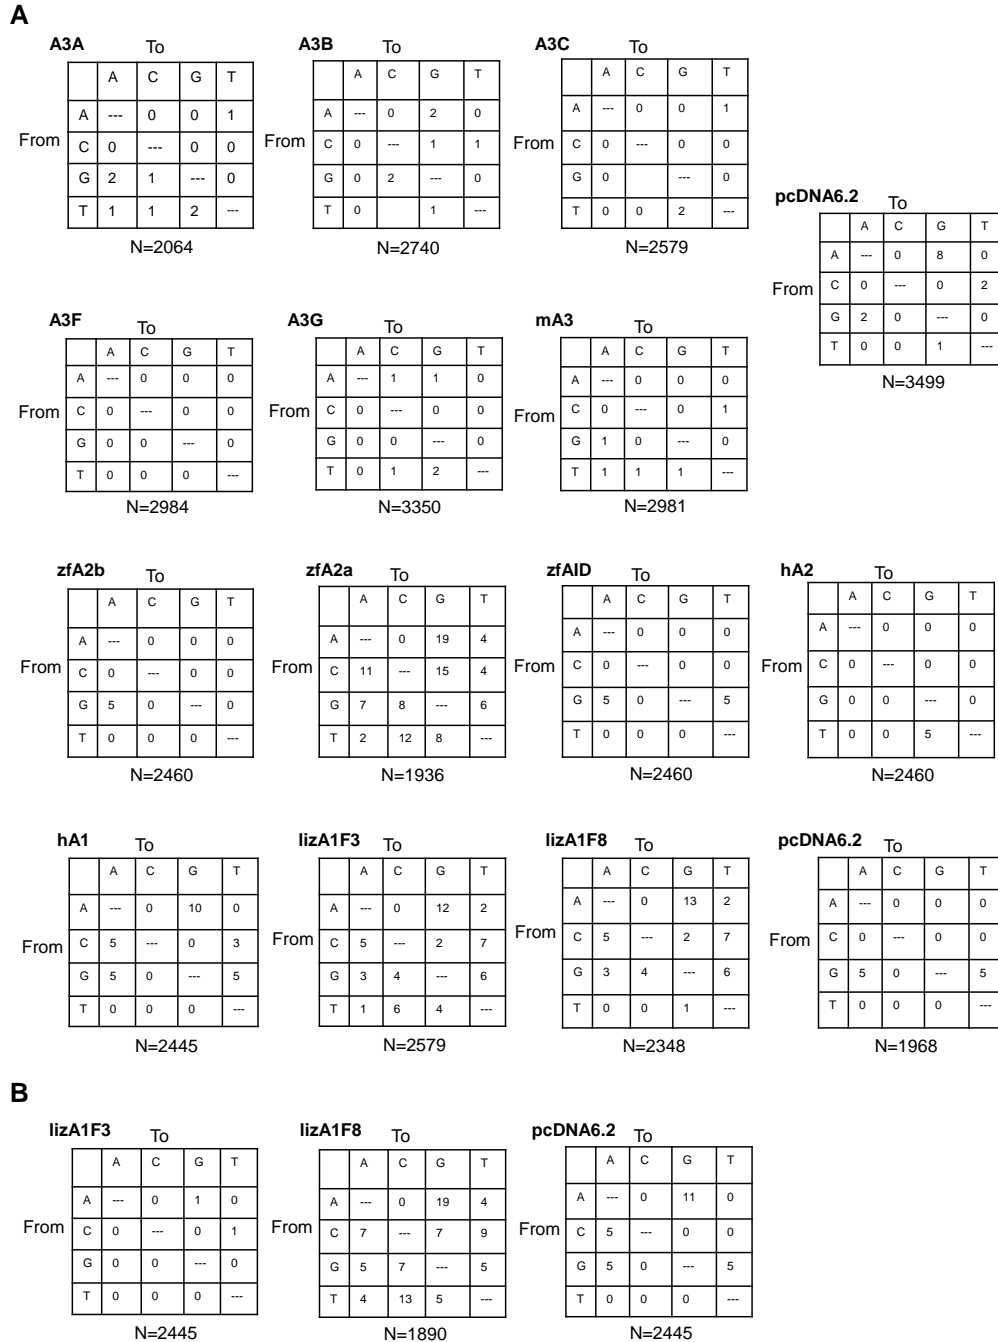 A
A3A To
A C G T
A --- 0 0 1
From C 0 --- 0 0
G 2 1 --- 0
T 1 1 2 ---
N=2064
A3B To
A C G T
A --- 0 2 0
From C 0 --- 1 1
G 0 2 --- 0
T 0 1 ---
N=2740
A3C To
A C G T
A --- 0 0 1
From C 0 --- 0 0
G 0 --- 0
T 0 0 2 ---
N=2579
pcDNA6.2 To
A C G T
A --- 0 8 0
From C 0 --- 0 2
G 2 0 --- 0
T 0 0 1 ---
N=3499
A3F To
A C G T
A --- 0 0 0
From C 0 --- 0 0
G 0 0 --- 0
T 0 0 0 ---
N=2984
A3G To
A C G T
A --- 1 1 0
From C 0 --- 0 0
G 0 0 --- 0
T 0 1 2 ---
N=3350
mA3 To
A C G T
A --- 0 0 0
From C 0 --- 0 1
G 1 0 --- 0
T 1 1 1 ---
N=2981
zfA2b To
A C G T
A --- 0 0 0
From C 0 --- 0 0
G 5 0 --- 0
T 0 0 0 ---
N=2460
zfA2a To
A C G T
A --- 0 19 4
From C 11 --- 15 4
G 7 8 --- 6
T 2 12 8 ---
N=1936
zfAID To
A C G T
A --- 0 0 0
From C 0 --- 0 0
G 5 0 --- 5
T 0 0 0 ---
N=2460
hA2 To
A C G T
A --- 0 0 0
From C 0 --- 0 0
G 0 0 --- 0
T 0 0 5 ---
N=2460
hA1 To
A C G T
A --- 0 10 0
From C 5 --- 0 3
G 5 0 --- 5
T 0 0 0 ---
N=2445
lizA1F3 To
A C G T
A --- 0 12 2
From C 5 --- 2 7
G 3 4 --- 6
T 1 6 4 ---
N=2579
lizA1F8 To
A C G T
A --- 0 13 2
From C 5 --- 2 7
G 3 4 --- 6
T 0 0 1 ---
N=2348
pcDNA6.2 To
A C G T
A --- 0 0 0
From C 0 --- 0 0
G 5 0 --- 5
T 0 0 0 ---
N=1968
B
lizA1F3 To
A C G T
A --- 0 1 0
From C 0 --- 0 1
G 0 0 --- 0
T 0 0 0 ---
N=2445
lizA1F8 To
A C G T
A --- 0 19 4
From C 7 --- 7 9
G 5 7 --- 5
T 4 13 5 ---
N=1890
pcDNA6.2 To
A C G T
A --- 0 11 0
From C 5 --- 0 0
G 5 0 --- 5
T 0 0 0 ---
N=2445